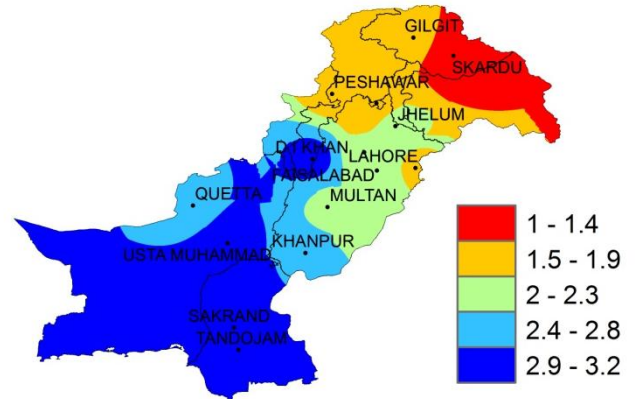 GILGIT
SKARDU
PESHAWAR
JHELUM
D I KHAN
LAHORE
FAISALABAD
QUETTA
MULTAN
KHANPUR
USTA MUHAMMAD
SAKRAND
TANDOJAM
1 - 1.4
1.5 - 1.9
2 - 2.3
2.4 - 2.8
2.9 - 3.2